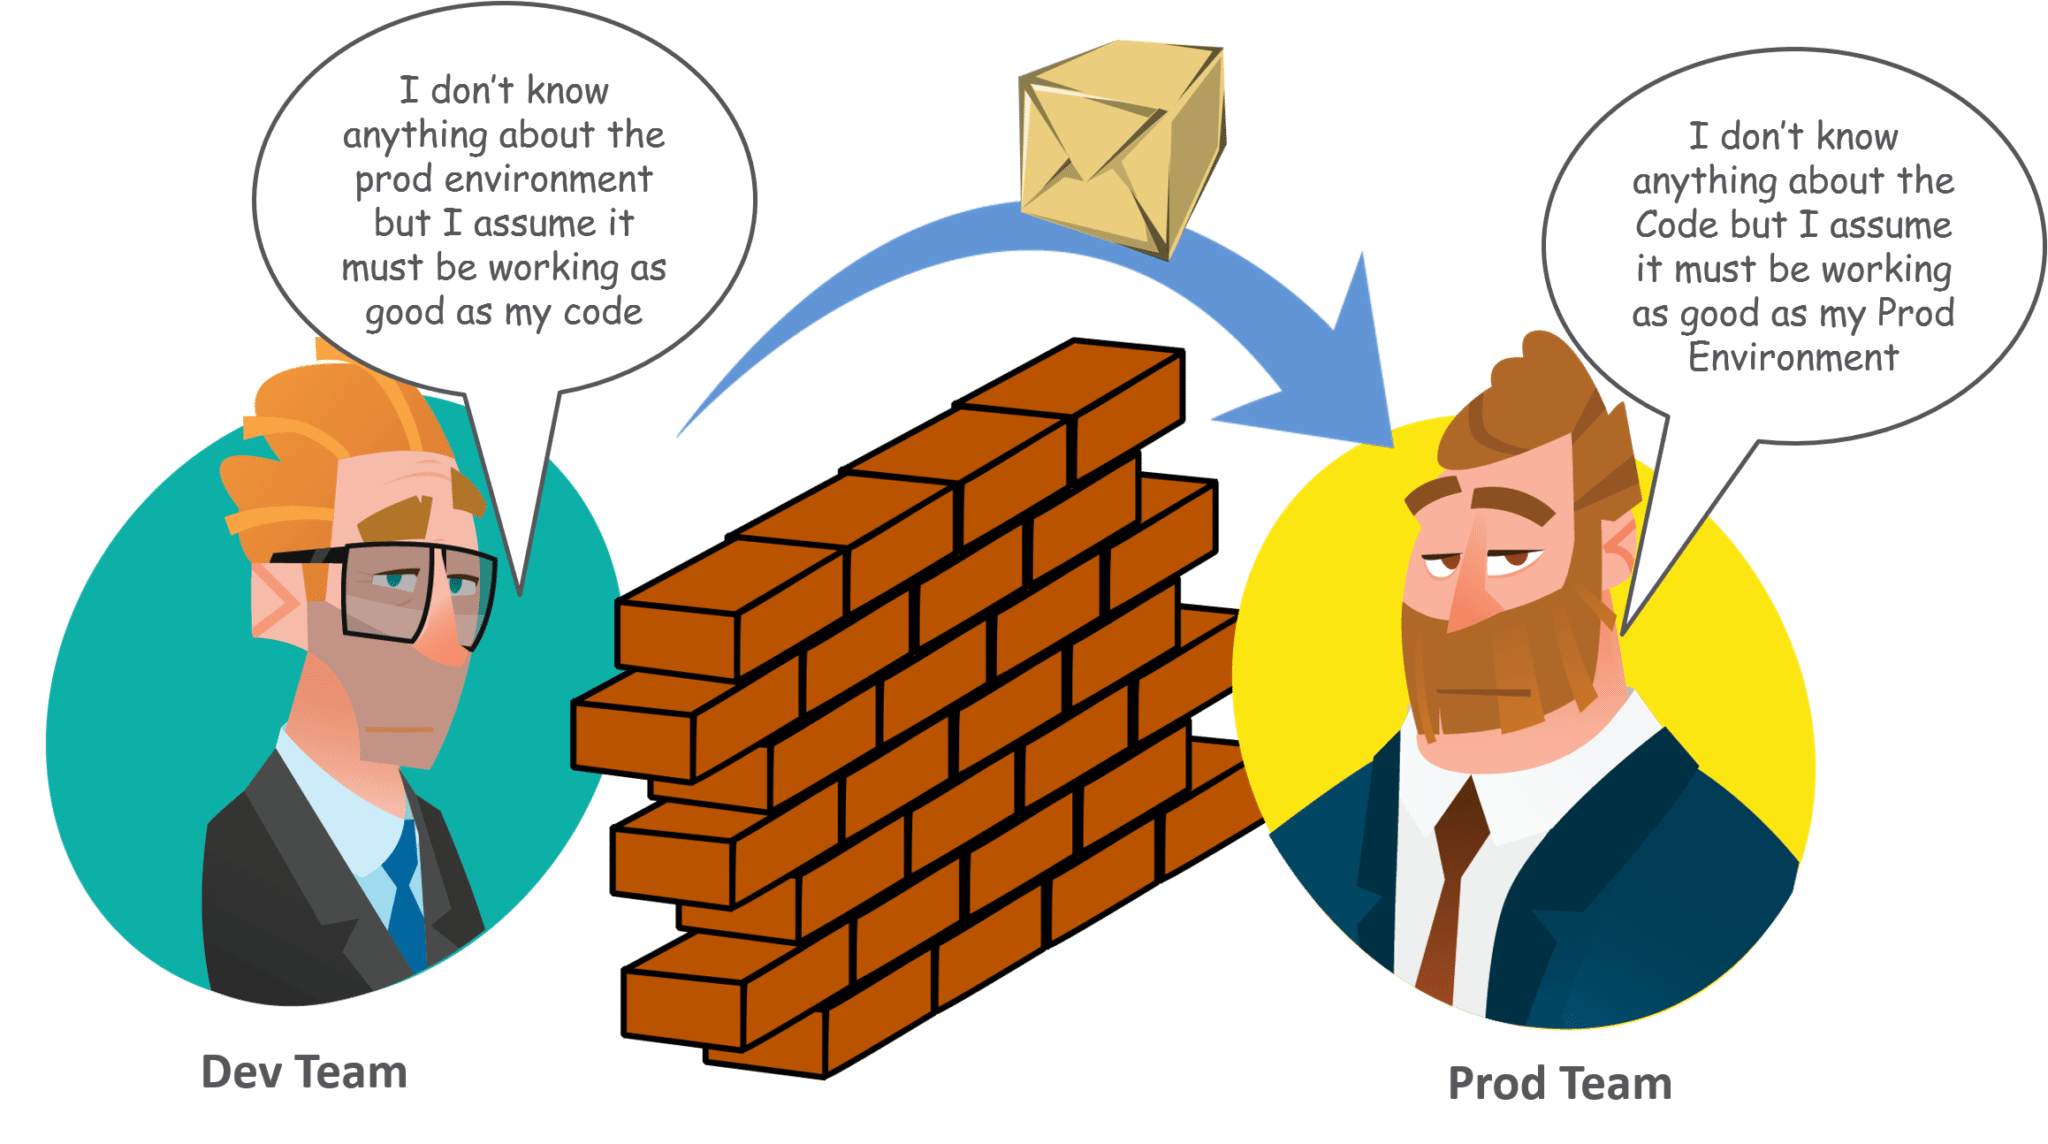 I don't know
anything about the
prod environment
but I assume it
must be working as
good as my code
I don't know
anything about the
Code but I assume
it must be working
as good as my Prod
Environment
Dev Team
Prod Team